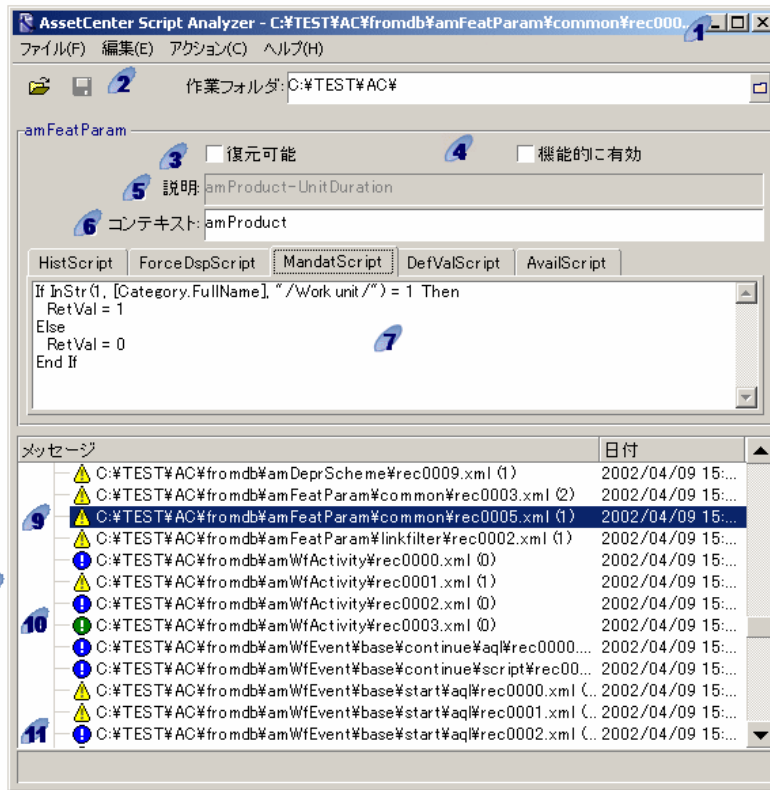 AssetCenter Script Analyzer - C:¥TEST¥AC¥fromdb¥amFeatParam¥common¥rec000...
1
ファイル(F) 編集(E) アクション(C) ヘルプ(H)
2
作業フォルダ: C:¥TEST¥AC¥
amFeatParam
3 復元可能 4 機能的に有効
5 説明: amProduct-UnitDuration
6 コンテキスト: amProduct
HistScript ForceDspScript MandatScript DefValScript AvailScript
If InStr(1, [Category.FullName], "/Work unit/") = 1 Then
RetVal = 1
Else
7
RetVal = 0
End If
メッセージ 日付
C:¥TEST¥AC¥fromdb¥amDeprScheme¥rec0009.xml (1) 2002/04/09 15:...
C:¥TEST¥AC¥fromdb¥amFeatParam¥common¥rec0003.xml (2) 2002/04/09 15:...
9 C:¥TEST¥AC¥fromdb¥amFeatParam¥common¥rec0005.xml (1) 2002/04/09 15:...
C:¥TEST¥AC¥fromdb¥amFeatParam¥linkfilter¥rec0002.xml (1) 2002/04/09 15:...
C:¥TEST¥AC¥fromdb¥amWfActivity¥rec0000.xml (0) 2002/04/09 15:...
C:¥TEST¥AC¥fromdb¥amWfActivity¥rec0001.xml (1) 2002/04/09 15:...
C:¥TEST¥AC¥fromdb¥amWfActivity¥rec0002.xml (0) 2002/04/09 15:...
10 C:¥TEST¥AC¥fromdb¥amWfActivity¥rec0003.xml (0) 2002/04/09 15:...
C:¥TEST¥AC¥fromdb¥amWfEvent¥base¥continue¥aql¥rec0000.... 2002/04/09 15:...
C:¥TEST¥AC¥fromdb¥amWfEvent¥base¥continue¥script¥rec00... 2002/04/09 15:...
C:¥TEST¥AC¥fromdb¥amWfEvent¥base¥start¥aql¥rec0000.xml (... 2002/04/09 15:...
C:¥TEST¥AC¥fromdb¥amWfEvent¥base¥start¥aql¥rec0001.xml (... 2002/04/09 15:...
11 C:¥TEST¥AC¥fromdb¥amWfEvent¥base¥start¥aql¥rec0002.xml (... 2002/04/09 15:...